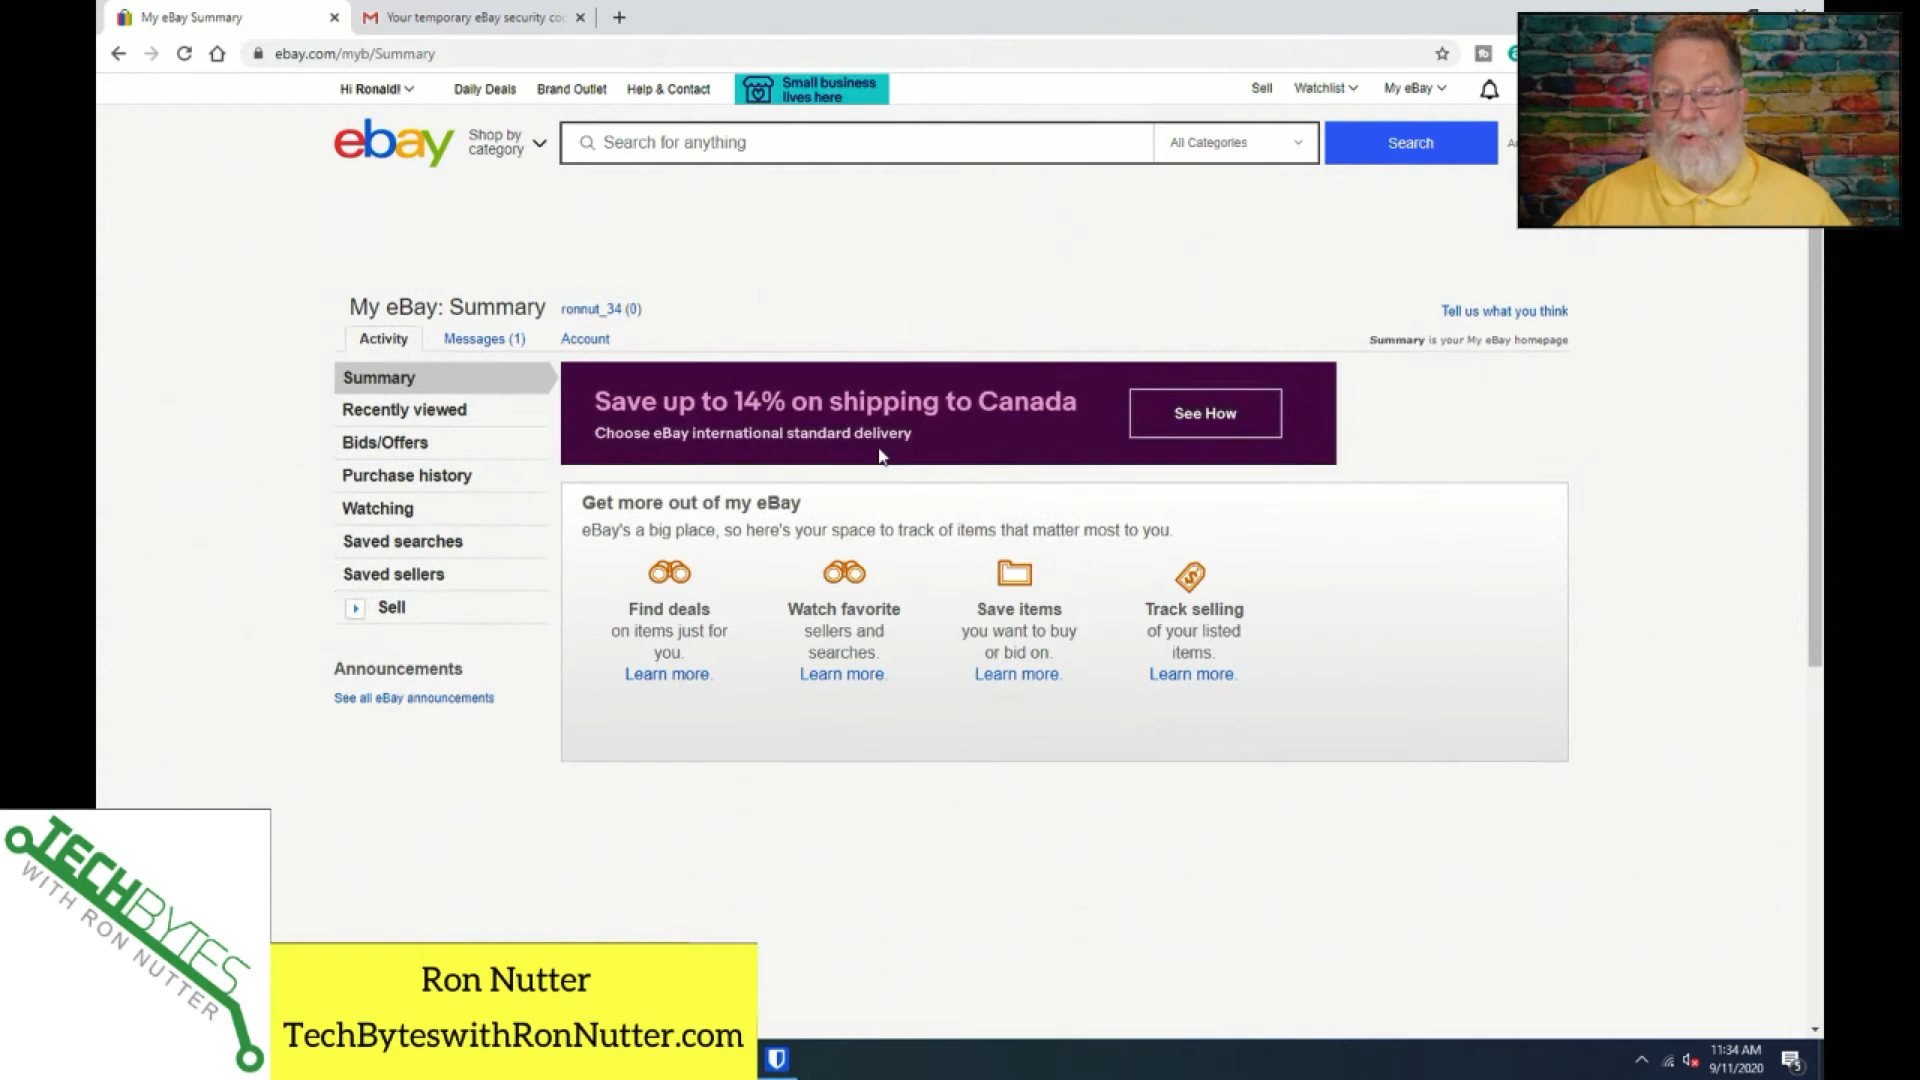 My eBay Summary
Your temporary eBay security co
ebay.com/myb/Summary
Hi Ronald!
Daily Deals
Brand Outlet
Help & Contact
Small business
lives here
Sell
Watchlist
My eBay
ebay
Shop by
category
Search for anything
All Categories
Search
My eBay: Summary
ronnut_34 (0)
Tell us what you think
Activity
Messages (1)
Account
Summary is your My eBay homepage
Summary
Recently viewed
Bids/Offers
Purchase history
Watching
Saved searches
Saved sellers
Sell
Announcements
See all eBay announcements
Save up to 14% on shipping to Canada
Choose eBay international standard delivery
See How
Get more out of my eBay
eBay's a big place, so here's your space to track of items that matter most to you.
Find deals
on items just for
you.
Learn more.
Watch favorite
sellers and
searches.
Learn more.
Save items
you want to buy
or bid on.
Learn more.
Track selling
of your listed
items.
Learn more.
TECHBYTES
WITH RON NUTTER
Ron Nutter
TechByteswithRonNutter.com
11:34 AM
9/11/2020
5